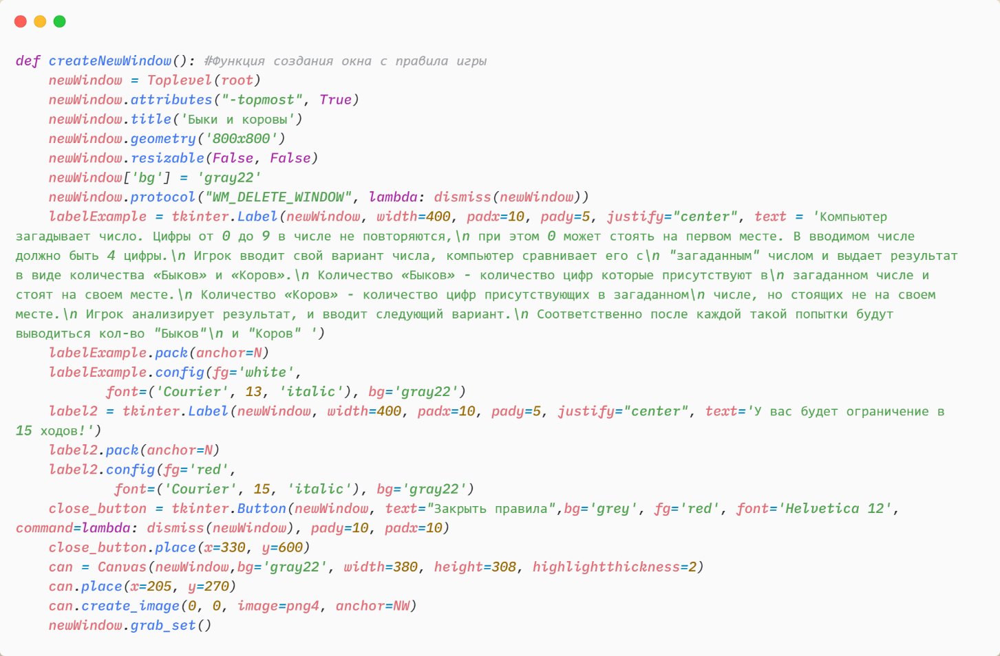 def createNewWindow(): #Функция создания окна с правила игры
    newWindow = Toplevel(root)
    newWindow.attributes("-topmost", True)
    newWindow.title('Быки и коровы')
    newWindow.geometry('800x800')
    newWindow.resizable(False, False)
    newWindow['bg'] = 'gray22'
    newWindow.protocol("WM_DELETE_WINDOW", lambda: dismiss(newWindow))
    labelExample = tkinter.Label(newWindow, width=400, padx=10, pady=5, justify="center", text = 'Компьютер
загадывает число. Цифры от 0 до 9 в числе не повторяются,\n при этом 0 может стоять на первом месте. В вводимом числе
должно быть 4 цифры.\n Игрок вводит свой вариант числа, компьютер сравнивает его с\n "загаданным" числом и выдает результат
в виде количества «Быков» и «Коров».\n Количество «Быков» - количество цифр которые присутствуют в\n загаданном числе и
стоят на своем месте.\n Количество «Коров» - количество цифр присутствующих в загаданном\n числе, но стоящих не на своем
месте.\n Игрок анализирует результат, и вводит следующий вариант.\n Соответственно после каждой такой попытки будут
выводиться кол-во "Быков"\n и "Коров" ')
    labelExample.pack(anchor=N)
    labelExample.config(fg='white',
           font=('Courier', 13, 'italic'), bg='gray22')
    label2 = tkinter.Label(newWindow, width=400, padx=10, pady=5, justify="center", text='У вас будет ограничение в
15 ходов!')
    label2.pack(anchor=N)
    label2.config(fg='red',
            font=('Courier', 15, 'italic'), bg='gray22')
    close_button = tkinter.Button(newWindow, text="Закрыть правила",bg='grey', fg='red', font='Helvetica 12',
command=lambda: dismiss(newWindow), pady=10, padx=10)
    close_button.place(x=330, y=600)
    can = Canvas(newWindow,bg='gray22', width=380, height=308, highlightthickness=2)
    can.place(x=205, y=270)
    can.create_image(0, 0, image=png4, anchor=NW)
    newWindow.grab_set()